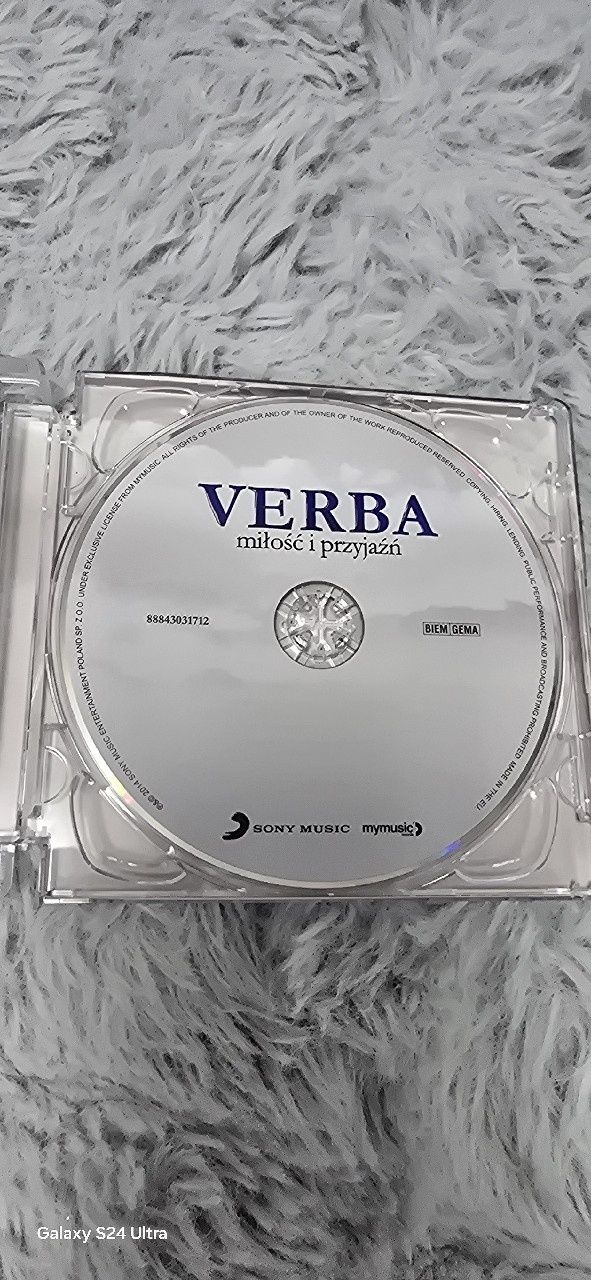 VERBA
miłość i przyjaźń
88843031712
BIEM GEMA
SONY MUSIC
mymusic
℗&© 2014 SONY MUSIC ENTERTAINMENT POLAND SP. Z O.O. UNDER EXCLUSIVE LICENSE FROM MYMUSIC. ALL RIGHTS OF THE PRODUCER AND OF THE OWNER OF THE WORK REPRODUCED RESERVED. COPYING, HIRING, LENDING, PUBLIC PERFORMANCE AND BROADCASTING PROHIBITED. MADE IN THE EU
Galaxy S24 Ultra